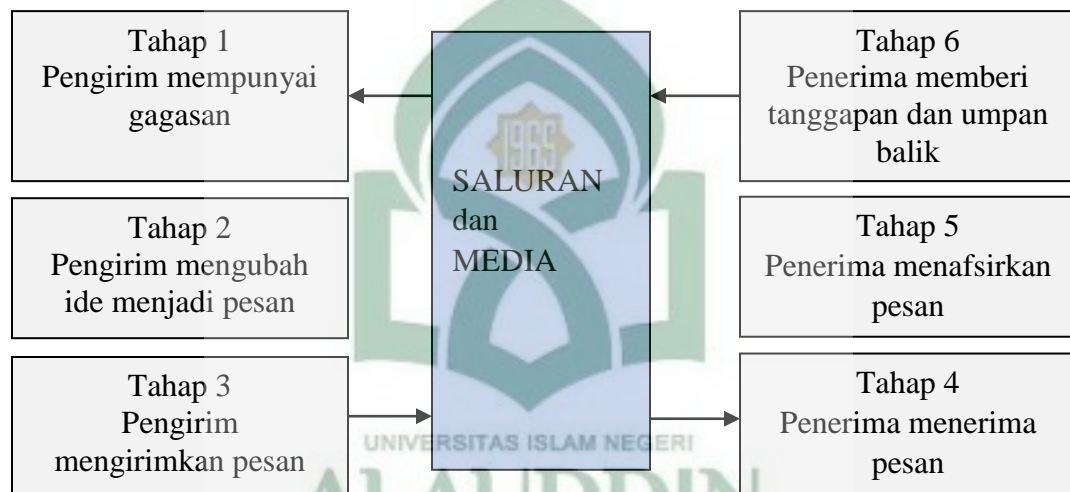 Tahap 1
Pengirim mempunyai
gagasan
Tahap 2
Pengirim mengubah
ide menjadi pesan
Tahap 3
Pengirim
mengirimkan pesan
1965
SALURAN
dan
MEDIA
UNIVERSITAS ISLAM NEGERI
ALAUDDIN
Tahap 6
Penerima memberi
tanggapan dan umpan
balik
Tahap 5
Penerima menafsirkan
pesan
Tahap 4
Penerima menerima
pesan